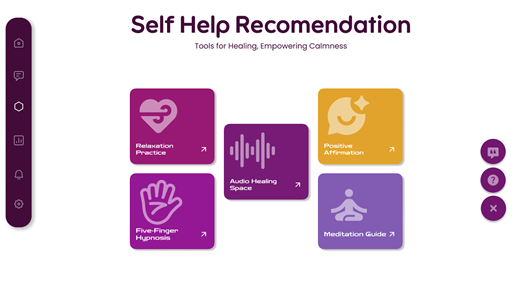 Self Help Recomendation
Tools for Healing, Empowering Calmness
Relaxation
Practice
Positive
Affirmation
Audio Healing
Space
Five-Finger
Hypnosis
Meditation Guide